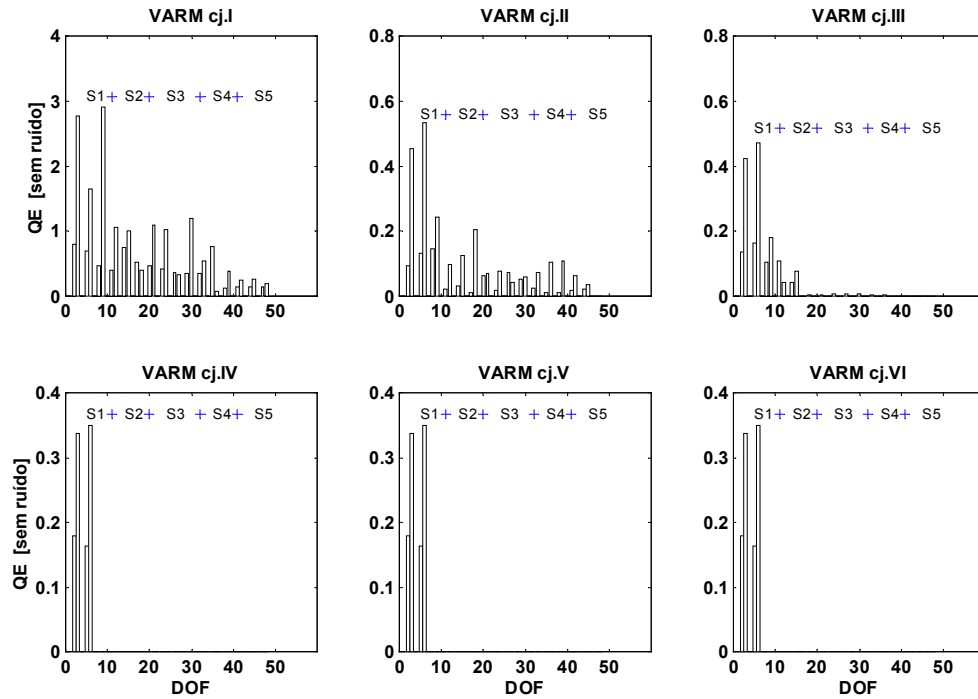 VARM cj.I
VARM cj.II
VARM cj.III
4
3
2
1
0
0.8
0.6
0.4
0.2
0
0.8
0.6
0.4
0.2
0
QE [sem ruído]
S1+ S2+ S3 + S4+ S5
S1+ S2+ S3 + S4+ S5
S1+ S2+ S3 + S4+ S5
0 10 20 30 40 50
0 10 20 30 40 50
0 10 20 30 40 50
VARM cj.IV
VARM cj.V
VARM cj.VI
0.4
0.3
0.2
0.1
0
0.4
0.3
0.2
0.1
0
0.4
0.3
0.2
0.1
0
QE [sem ruído]
S1+ S2+ S3 + S4+ S5
S1+ S2+ S3 + S4+ S5
S1+ S2+ S3 + S4+ S5
0 10 20 30 40 50
0 10 20 30 40 50
0 10 20 30 40 50
DOF
DOF
DOF